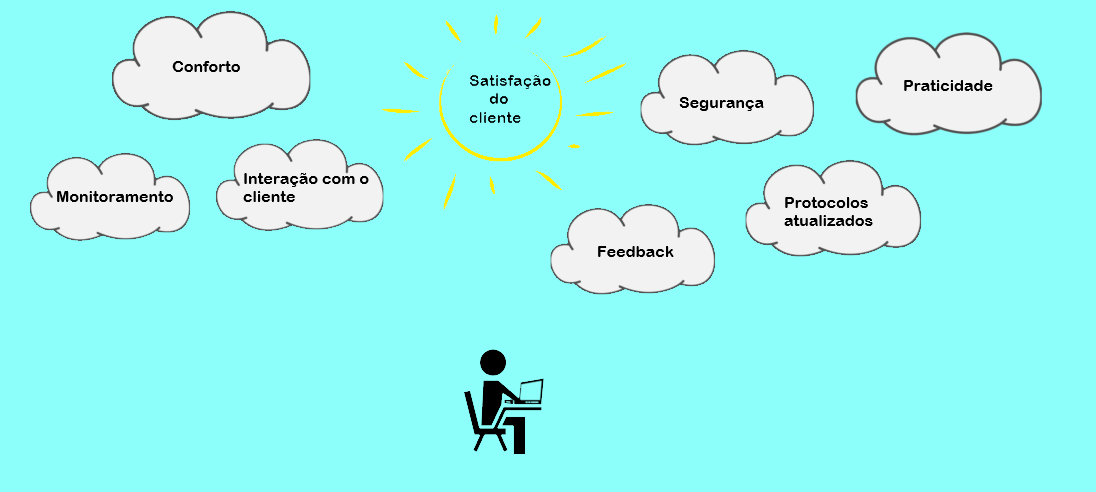 Conforto
Satisfação
do
cliente
Segurança
Praticidade
Monitoramento
Interação com o
cliente
Protocolos
atualizados
Feedback